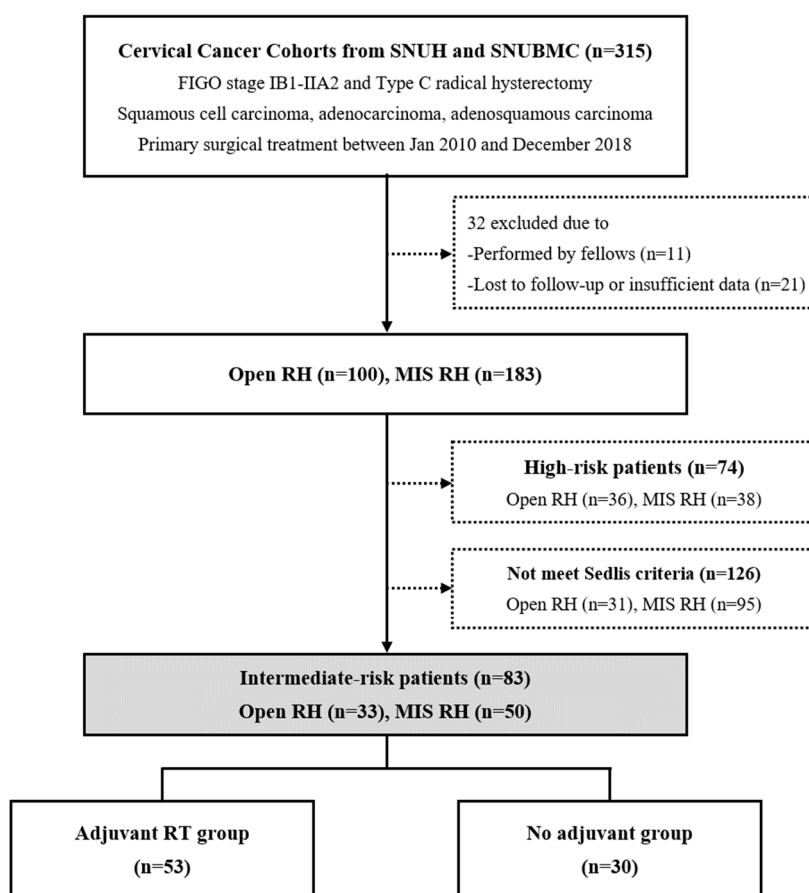 Cervical Cancer Cohorts from SNUH and SNUBMC (n=315)
FIGO stage IB1-IIA2 and Type C radical hysterectomy
Squamous cell carcinoma, adenocarcinoma, adenosquamous carcinoma
Primary surgical treatment between Jan 2010 and December 2018
32 excluded due to
-Performed by fellows (n=11)
-Lost to follow-up or insufficient data (n=21)
Open RH (n=100), MIS RH (n=183)
High-risk patients (n=74)
Open RH (n=36), MIS RH (n=38)
Not meet Sedlis criteria (n=126)
Open RH (n=31), MIS RH (n=95)
Intermediate-risk patients (n=83)
Open RH (n=33), MIS RH (n=50)
Adjuvant RT group
(n=53)
No adjuvant group
(n=30)